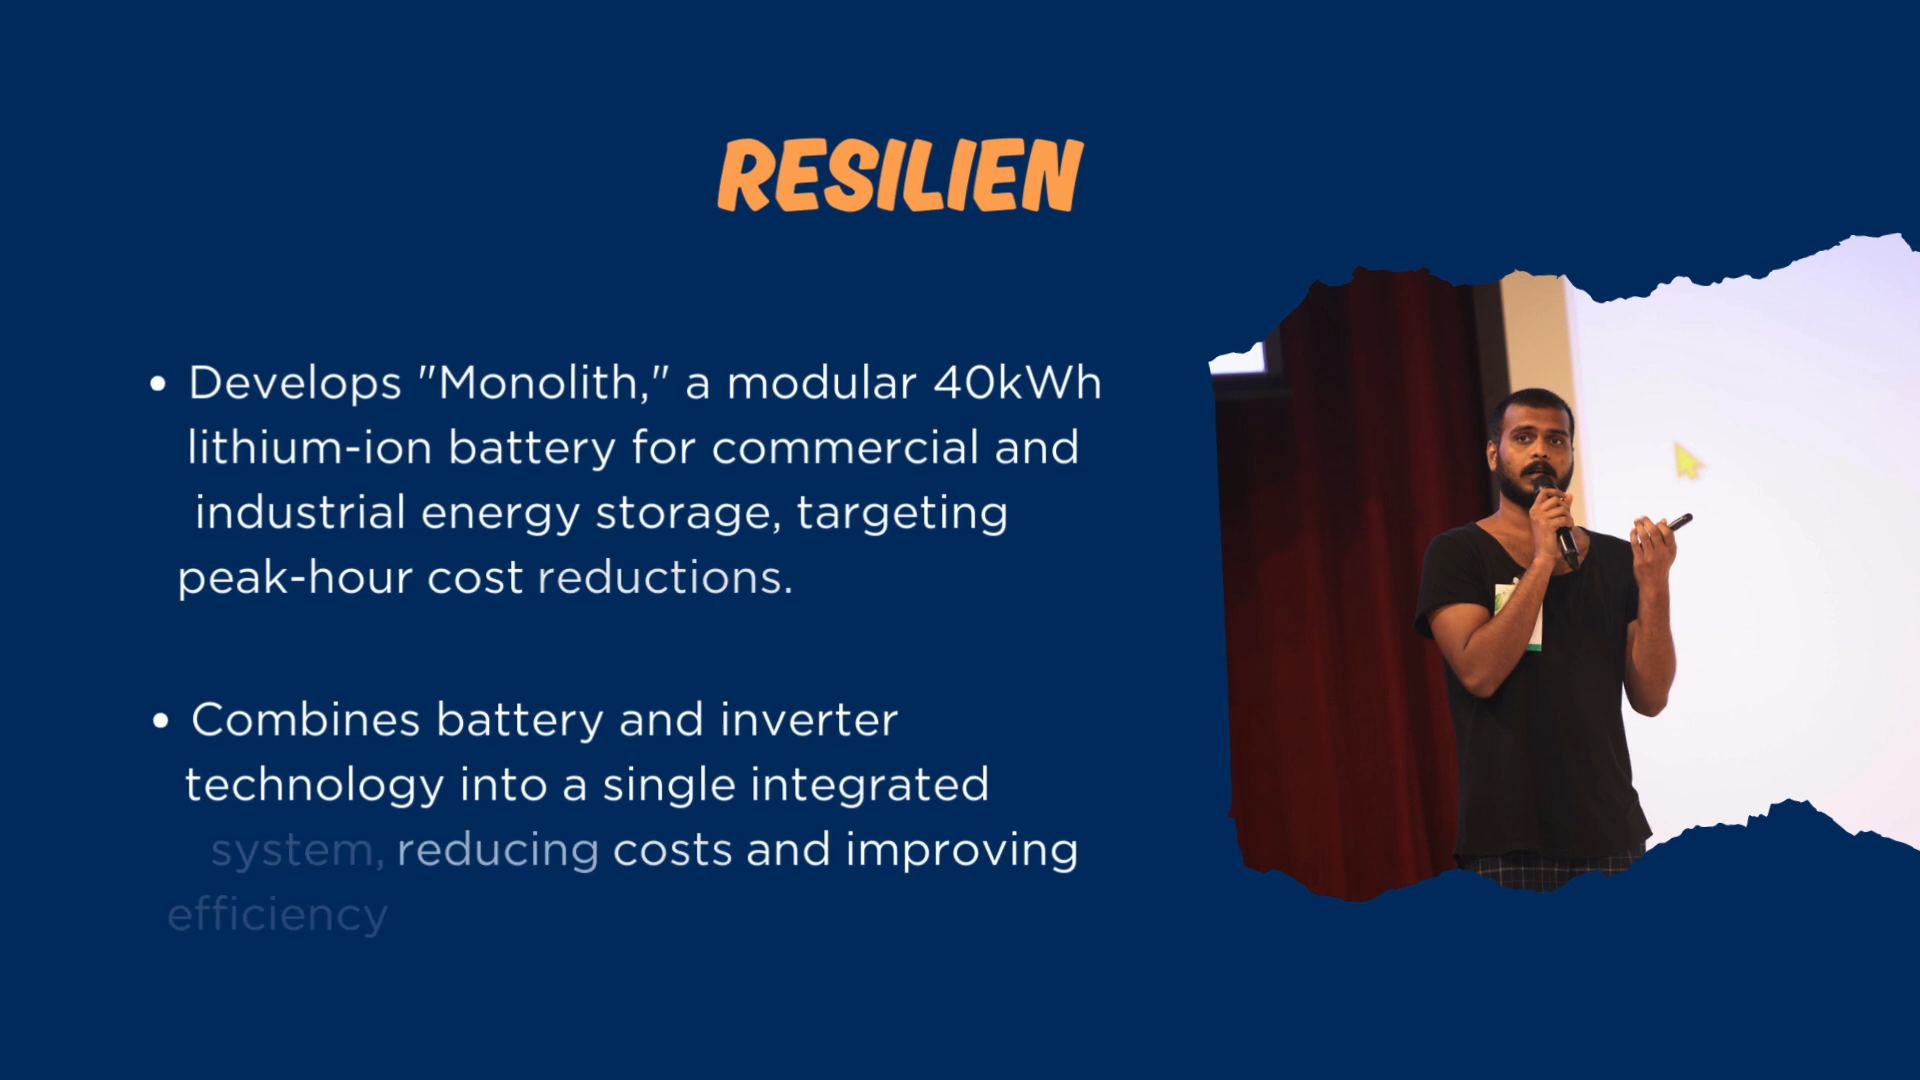 RESILIEN
• Develops "Monolith," a modular 40kWh
lithium-ion battery for commercial and
industrial energy storage, targeting
peak-hour cost reductions.
• Combines battery and inverter
technology into a single integrated
system, reducing costs and improving
efficiency